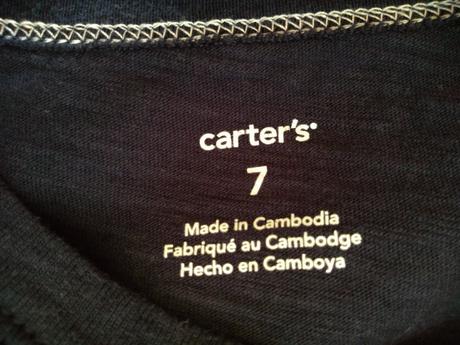 carter's
7
Made in Cambodia
Fabriqué au Cambodge
Hecho en Camboya